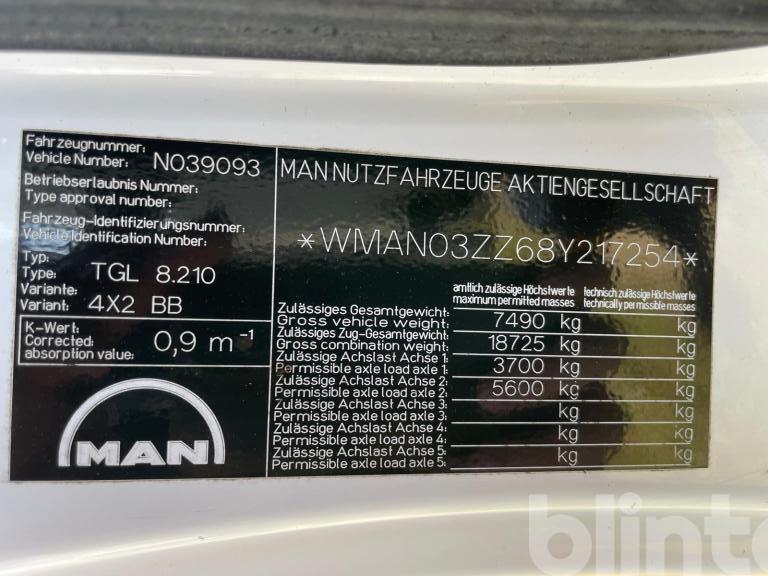 Fahrzeugnummer:
Vehicle Number: N039093
Betriebserlaubnis Nummer:
Type approval number:
Fahrzeug-Identifizierungsnummer:
Vehicle Identification Number:
Typ:
Type: TGL 8.210
Variante:
Variant: 4X2 BB
K-Wert:
Corrected absorption value: 0,9 m⁻¹
MAN
MAN NUTZFAHRZEUGE AKTIENGESELLSCHAFT
*WMAN03ZZ68Y217254*
amtlich zulässige Höchstwerte technisch zulässige Höchstwerte
maximum permitted masses technically permissible masses
Zulässiges Gesamtgewicht:
Gross vehicle weight: 7490 kg kg
Zulässiges Zug-Gesamtgewicht:
Gross combination weight: 18725 kg kg
Zulässige Achslast Achse 1:
Permissible axle load axle 1: 3700 kg kg
Zulässige Achslast Achse 2:
Permissible axle load axle 2: 5600 kg kg
Zulässige Achslast Achse 3:
Permissible axle load axle 3: kg kg
Zulässige Achslast Achse 4:
Permissible axle load axle 4: kg kg
Zulässige Achslast Achse 5:
Permissible axle load axle 5: kg kg
blinto